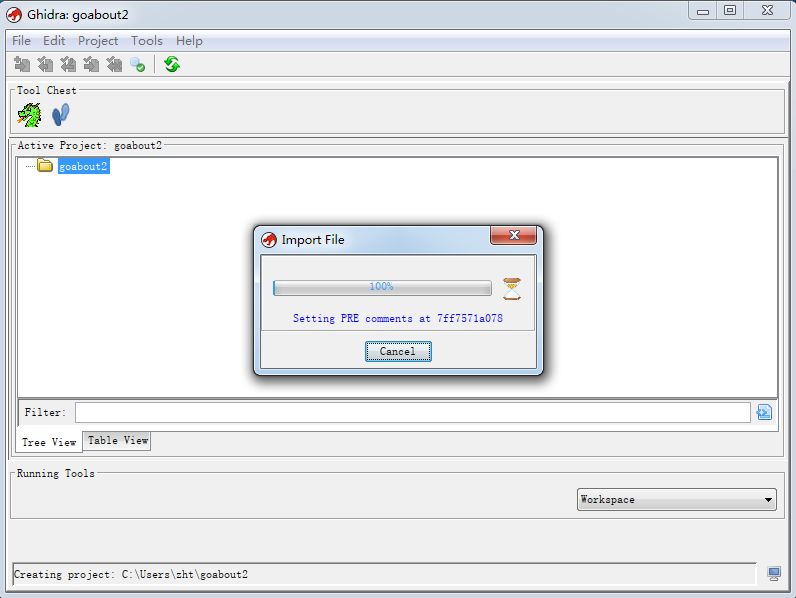 Ghidra: goabout2
File Edit Project Tools Help
Tool Chest
Active Project: goabout2
goabout2
Import File
100%
Setting PRE comments at 7ff7571a078
Cancel
Filter:
Tree View Table View
Running Tools
Workspace
Creating project: C:\Users\zht\goabout2